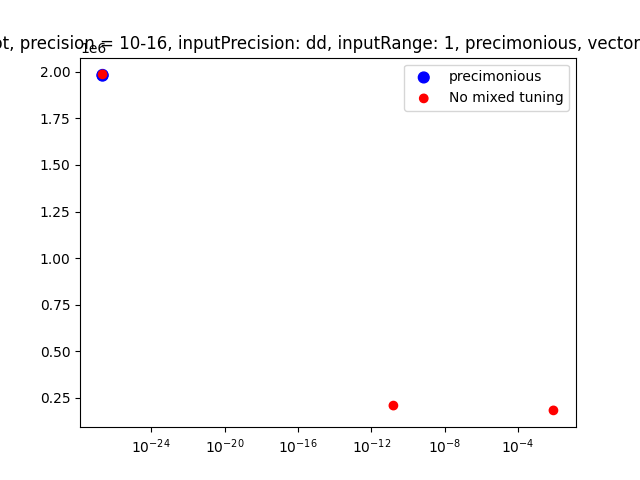 ot, precision = 10-16, inputPrecision: dd, inputRange: 1, precimonious, vector
1e6
precimonious
No mixed tuning
2.00
1.75
1.50
1.25
1.00
0.75
0.50
0.25
10⁻²⁴ 10⁻²⁰ 10⁻¹⁶ 10⁻¹² 10⁻⁸ 10⁻⁴